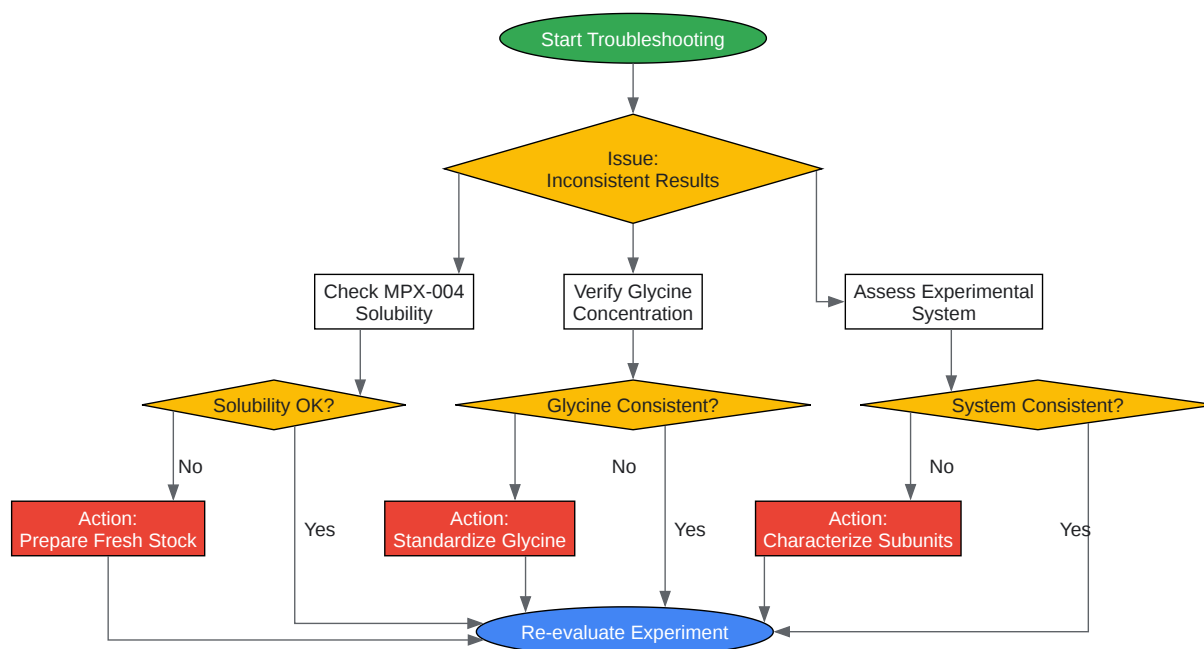 Start Troubleshooting
Issue:
Inconsistent Results
Check MPX-004
Solubility
Verify Glycine
Concentration
Assess Experimental
System
Solubility OK?
Glycine Consistent?
System Consistent?
No
No
No
Action:
Prepare Fresh Stock
Yes
Action:
Standardize Glycine
Yes
Action:
Characterize Subunits
Yes
Re-evaluate Experiment